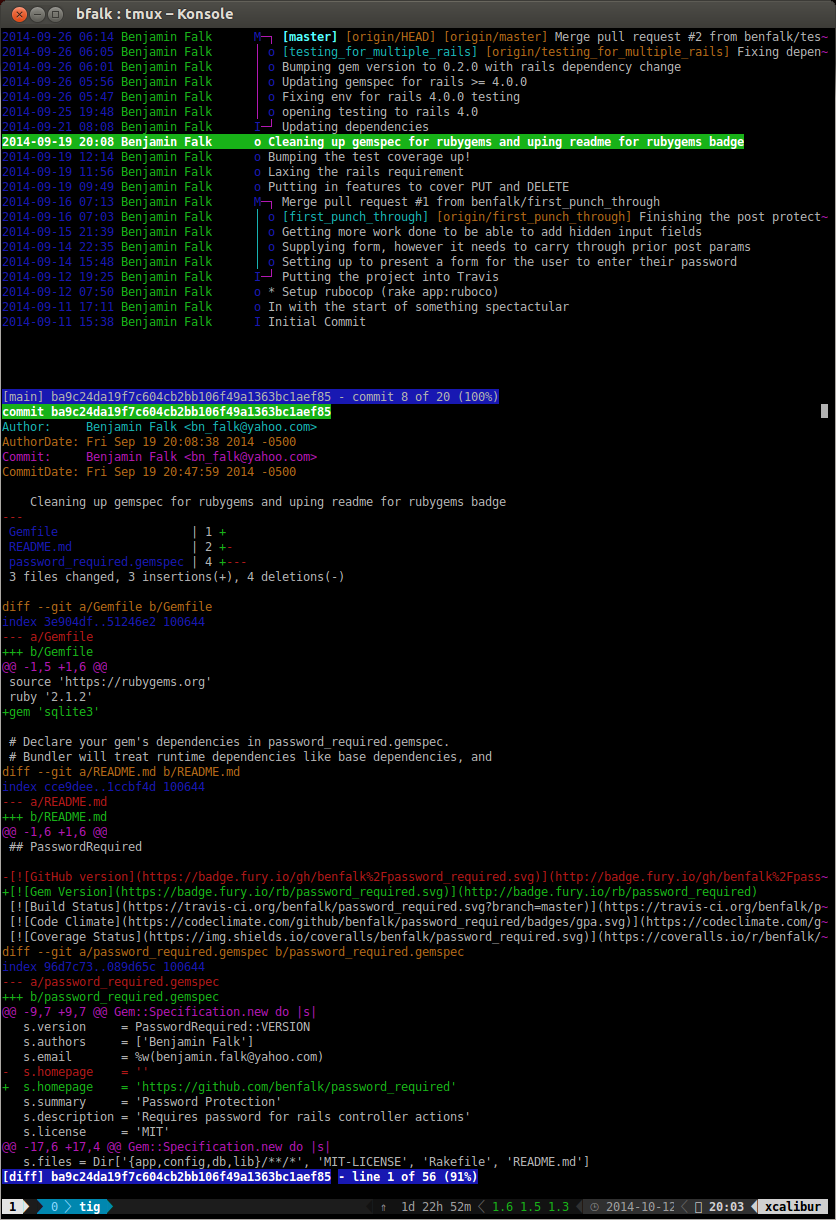 bfalk : tmux – Konsole
2014-09-26 06:14 Benjamin Falk M─┐ [master] [origin/HEAD] [origin/master] Merge pull request #2 from benfalk/tes~
2014-09-26 06:05 Benjamin Falk │ o [testing_for_multiple_rails] [origin/testing_for_multiple_rails] Fixing depen~
2014-09-26 06:01 Benjamin Falk │ o Bumping gem version to 0.2.0 with rails dependency change
2014-09-26 05:56 Benjamin Falk │ o Updating gemspec for rails >= 4.0.0
2014-09-26 05:47 Benjamin Falk │ o Fixing env for rails 4.0.0 testing
2014-09-25 19:48 Benjamin Falk │ o opening testing to rails 4.0
2014-09-21 08:08 Benjamin Falk I─┘ Updating dependencies
2014-09-19 20:08 Benjamin Falk o Cleaning up gemspec for rubygems and uping readme for rubygems badge
2014-09-19 12:14 Benjamin Falk o Bumping the test coverage up!
2014-09-19 11:56 Benjamin Falk o Laxing the rails requirement
2014-09-19 09:49 Benjamin Falk o Putting in features to cover PUT and DELETE
2014-09-16 07:13 Benjamin Falk M─┐ Merge pull request #1 from benfalk/first_punch_through
2014-09-16 07:03 Benjamin Falk │ o [first_punch_through] [origin/first_punch_through] Finishing the post protect~
2014-09-15 21:39 Benjamin Falk │ o Getting more work done to be able to add hidden input fields
2014-09-14 22:35 Benjamin Falk │ o Supplying form, however it needs to carry through prior post params
2014-09-14 15:48 Benjamin Falk │ o Setting up to present a form for the user to enter their password
2014-09-12 19:25 Benjamin Falk I─┘ Putting the project into Travis
2014-09-12 07:50 Benjamin Falk o * Setup rubocop (rake app:ruboco)
2014-09-11 17:11 Benjamin Falk o In with the start of something spectactular
2014-09-11 15:38 Benjamin Falk I Initial Commit
[main] ba9c24da19f7c604cb2bb106f49a1363bc1aef85 - commit 8 of 20 (100%)
commit ba9c24da19f7c604cb2bb106f49a1363bc1aef85
Author: Benjamin Falk <bn_falk@yahoo.com>
AuthorDate: Fri Sep 19 20:08:38 2014 -0500
Commit: Benjamin Falk <bn_falk@yahoo.com>
CommitDate: Fri Sep 19 20:47:59 2014 -0500
Cleaning up gemspec for rubygems and uping readme for rubygems badge
---
Gemfile | 1 +
README.md | 2 +-
password_required.gemspec | 4 +---
3 files changed, 3 insertions(+), 4 deletions(-)
diff --git a/Gemfile b/Gemfile
index 3e904df..51246e2 100644
--- a/Gemfile
+++ b/Gemfile
@@ -1,5 +1,6 @@
source 'https://rubygems.org'
ruby '2.1.2'
+gem 'sqlite3'
# Declare your gem's dependencies in password_required.gemspec.
# Bundler will treat runtime dependencies like base dependencies, and
diff --git a/README.md b/README.md
index cce9dee..1ccbf4d 100644
--- a/README.md
+++ b/README.md
@@ -1,6 +1,6 @@
## PasswordRequired
-[![GitHub version](https://badge.fury.io/gh/benfalk%2Fpassword_required.svg)](http://badge.fury.io/gh/benfalk%2Fpass~
+[![Gem Version](https://badge.fury.io/rb/password_required.svg)](http://badge.fury.io/rb/password_required)
[![Build Status](https://travis-ci.org/benfalk/password_required.svg?branch=master)](https://travis-ci.org/benfalk/p~
[![Code Climate](https://codeclimate.com/github/benfalk/password_required/badges/gpa.svg)](https://codeclimate.com/g~
[![Coverage Status](https://img.shields.io/coveralls/benfalk/password_required.svg)](https://coveralls.io/r/benfalk/~
diff --git a/password_required.gemspec b/password_required.gemspec
index 96d7c73..089d65c 100644
--- a/password_required.gemspec
+++ b/password_required.gemspec
@@ -9,7 +9,7 @@ Gem::Specification.new do |s|
s.version = PasswordRequired::VERSION
s.authors = ['Benjamin Falk']
s.email = %w(benjamin.falk@yahoo.com)
- s.homepage = ''
+ s.homepage = 'https://github.com/benfalk/password_required'
s.summary = 'Password Protection'
s.description = 'Requires password for rails controller actions'
s.license = 'MIT'
@@ -17,6 +17,4 @@ Gem::Specification.new do |s|
s.files = Dir['{app,config,db,lib}/**/*', 'MIT-LICENSE', 'Rakefile', 'README.md']
[diff] ba9c24da19f7c604cb2bb106f49a1363bc1aef85 - line 1 of 56 (91%)
1 0 tig ⇑ 1d 22h 52m 1.6 1.5 1.3 2014-10-12 20:03 xcalibur